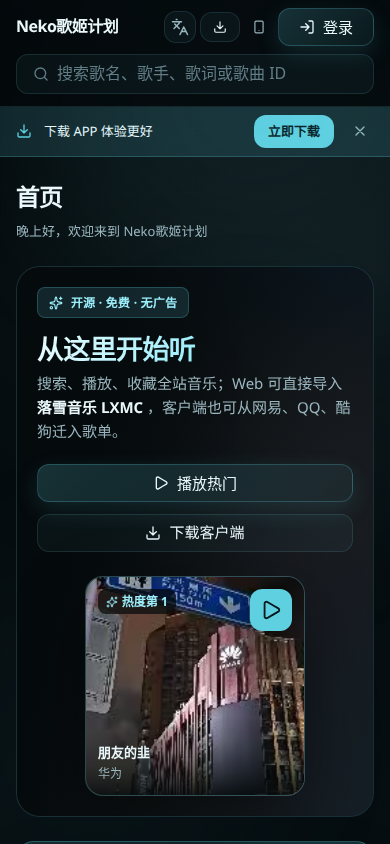 Neko歌姬计划
登录
搜索歌名、歌手、歌词或歌曲 ID
下载 APP 体验更好
立即下载
首页
晚上好，欢迎来到 Neko歌姬计划
开源 · 免费 · 无广告
从这里开始听
搜索、播放、收藏全站音乐；Web 可直接导入
落雪音乐 LXMC ，客户端也可从网易、QQ、酷
狗迁入歌单。
播放热门
下载客户端
热度第 1
150m
HUAWEI
朋友的逛
华为